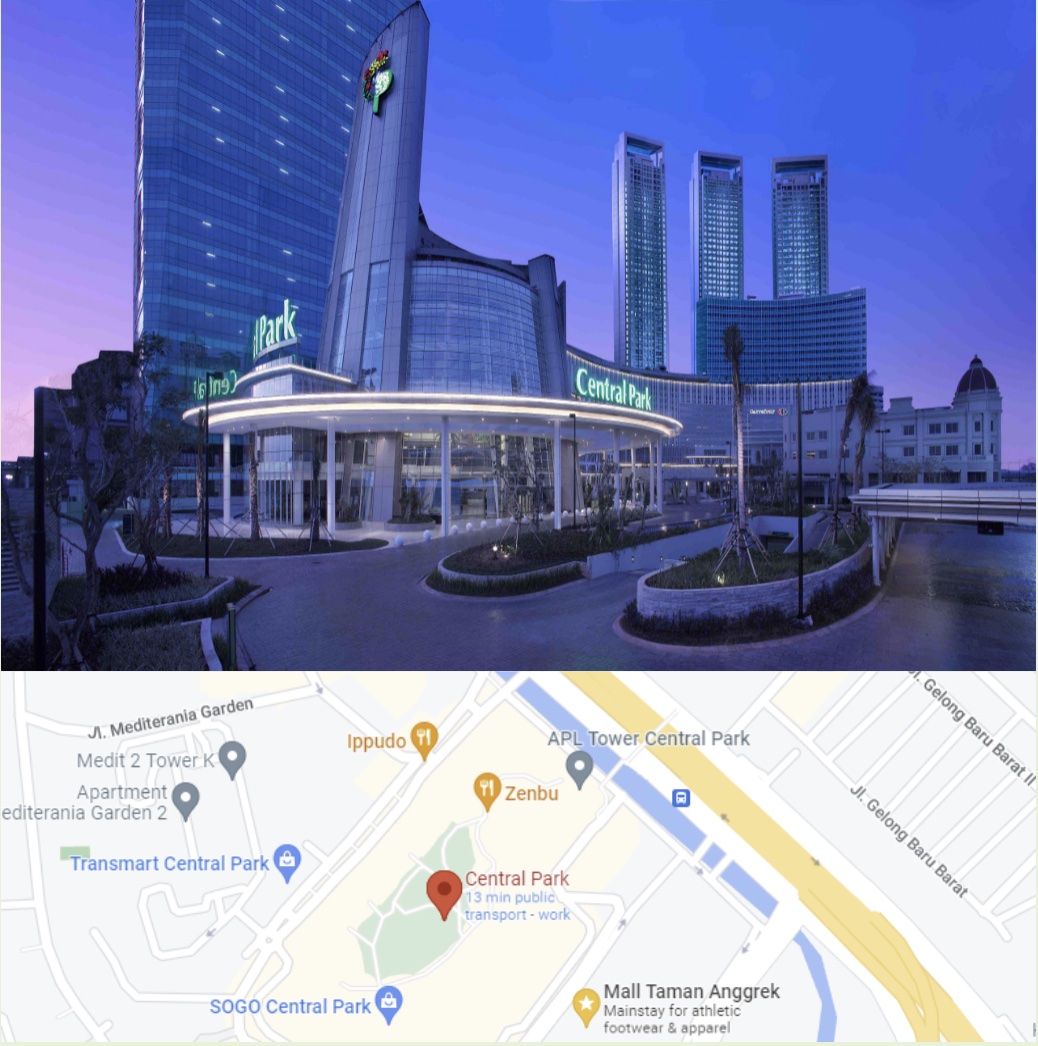 l Park
Central Park
Central
Carrefour
Jl. Mediterania Garden
Medit 2 Tower K
Apartment
editerania Garden 2
Transmart Central Park
SOGO Central Park
Ippudo
Zenbu
Central Park
13 min public
transport - work
APL Tower Central Park
Mall Taman Anggrek
Mainstay for athletic
footwear & apparel
Jl. Gelong Baru Barat II
Jl. Gelong Baru Barat